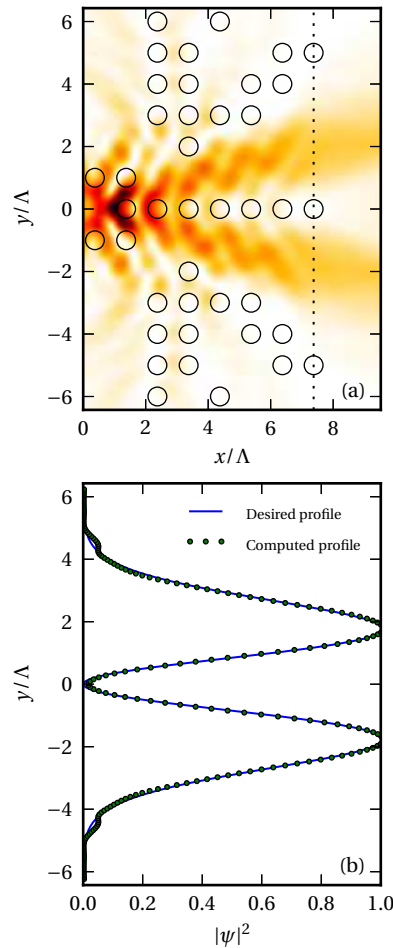 6
4
2
0
−2
−4
−6
y/Λ
(a)
0 2 4 6 8
x/Λ
6
4
2
0
−2
−4
−6
y/Λ
Desired profile
Computed profile
(b)
0.0 0.2 0.4 0.6 0.8 1.0
|ψ|²